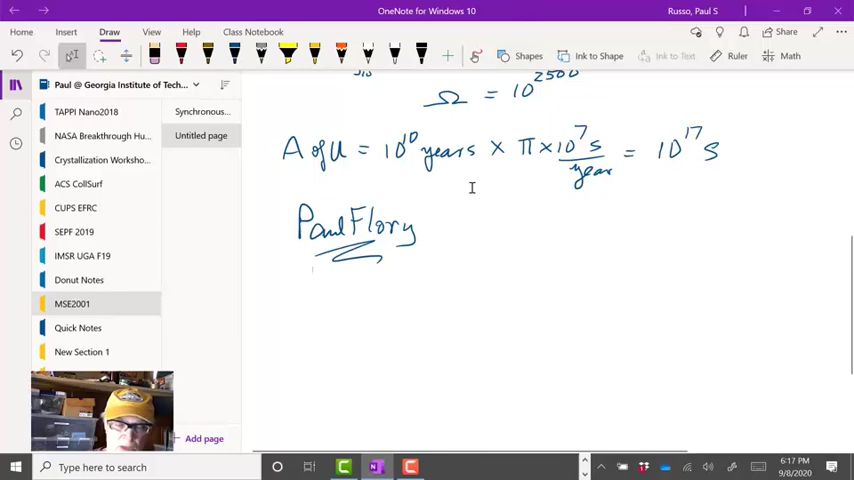 OneNote for Windows 10
Russo, Paul S
Home Insert Draw View Help Class Notebook
Share
Shapes Ink to Shape Ink to Text Ruler Math
Paul @ Georgia Institute of Tech...
TAPPI Nano2018
NASA Breakthrough Hu...
Crystallization Worksho...
ACS CollSurf
CUPS EFRC
SEPF 2019
IMSR UGA F19
Donut Notes
MSE2001
Quick Notes
New Section 1
Synchronous...
Untitled page
Add page
Ω = 10^2500
A of U = 10^10 years × π × 10^7 s / year = 10^17 s
Paul Flory
Type here to search
6:17 PM
9/8/2020